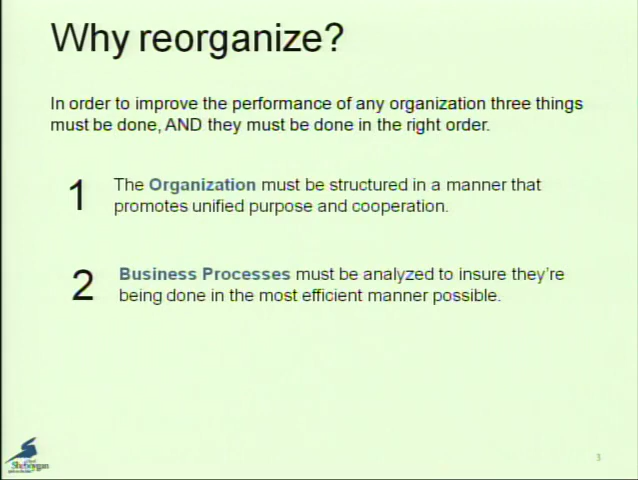 Why reorganize?
In order to improve the performance of any organization three things
must be done, AND they must be done in the right order.
1
The Organization must be structured in a manner that
promotes unified purpose and cooperation.
2
Business Processes must be analyzed to insure they're
being done in the most efficient manner possible.
Sheboygan
3